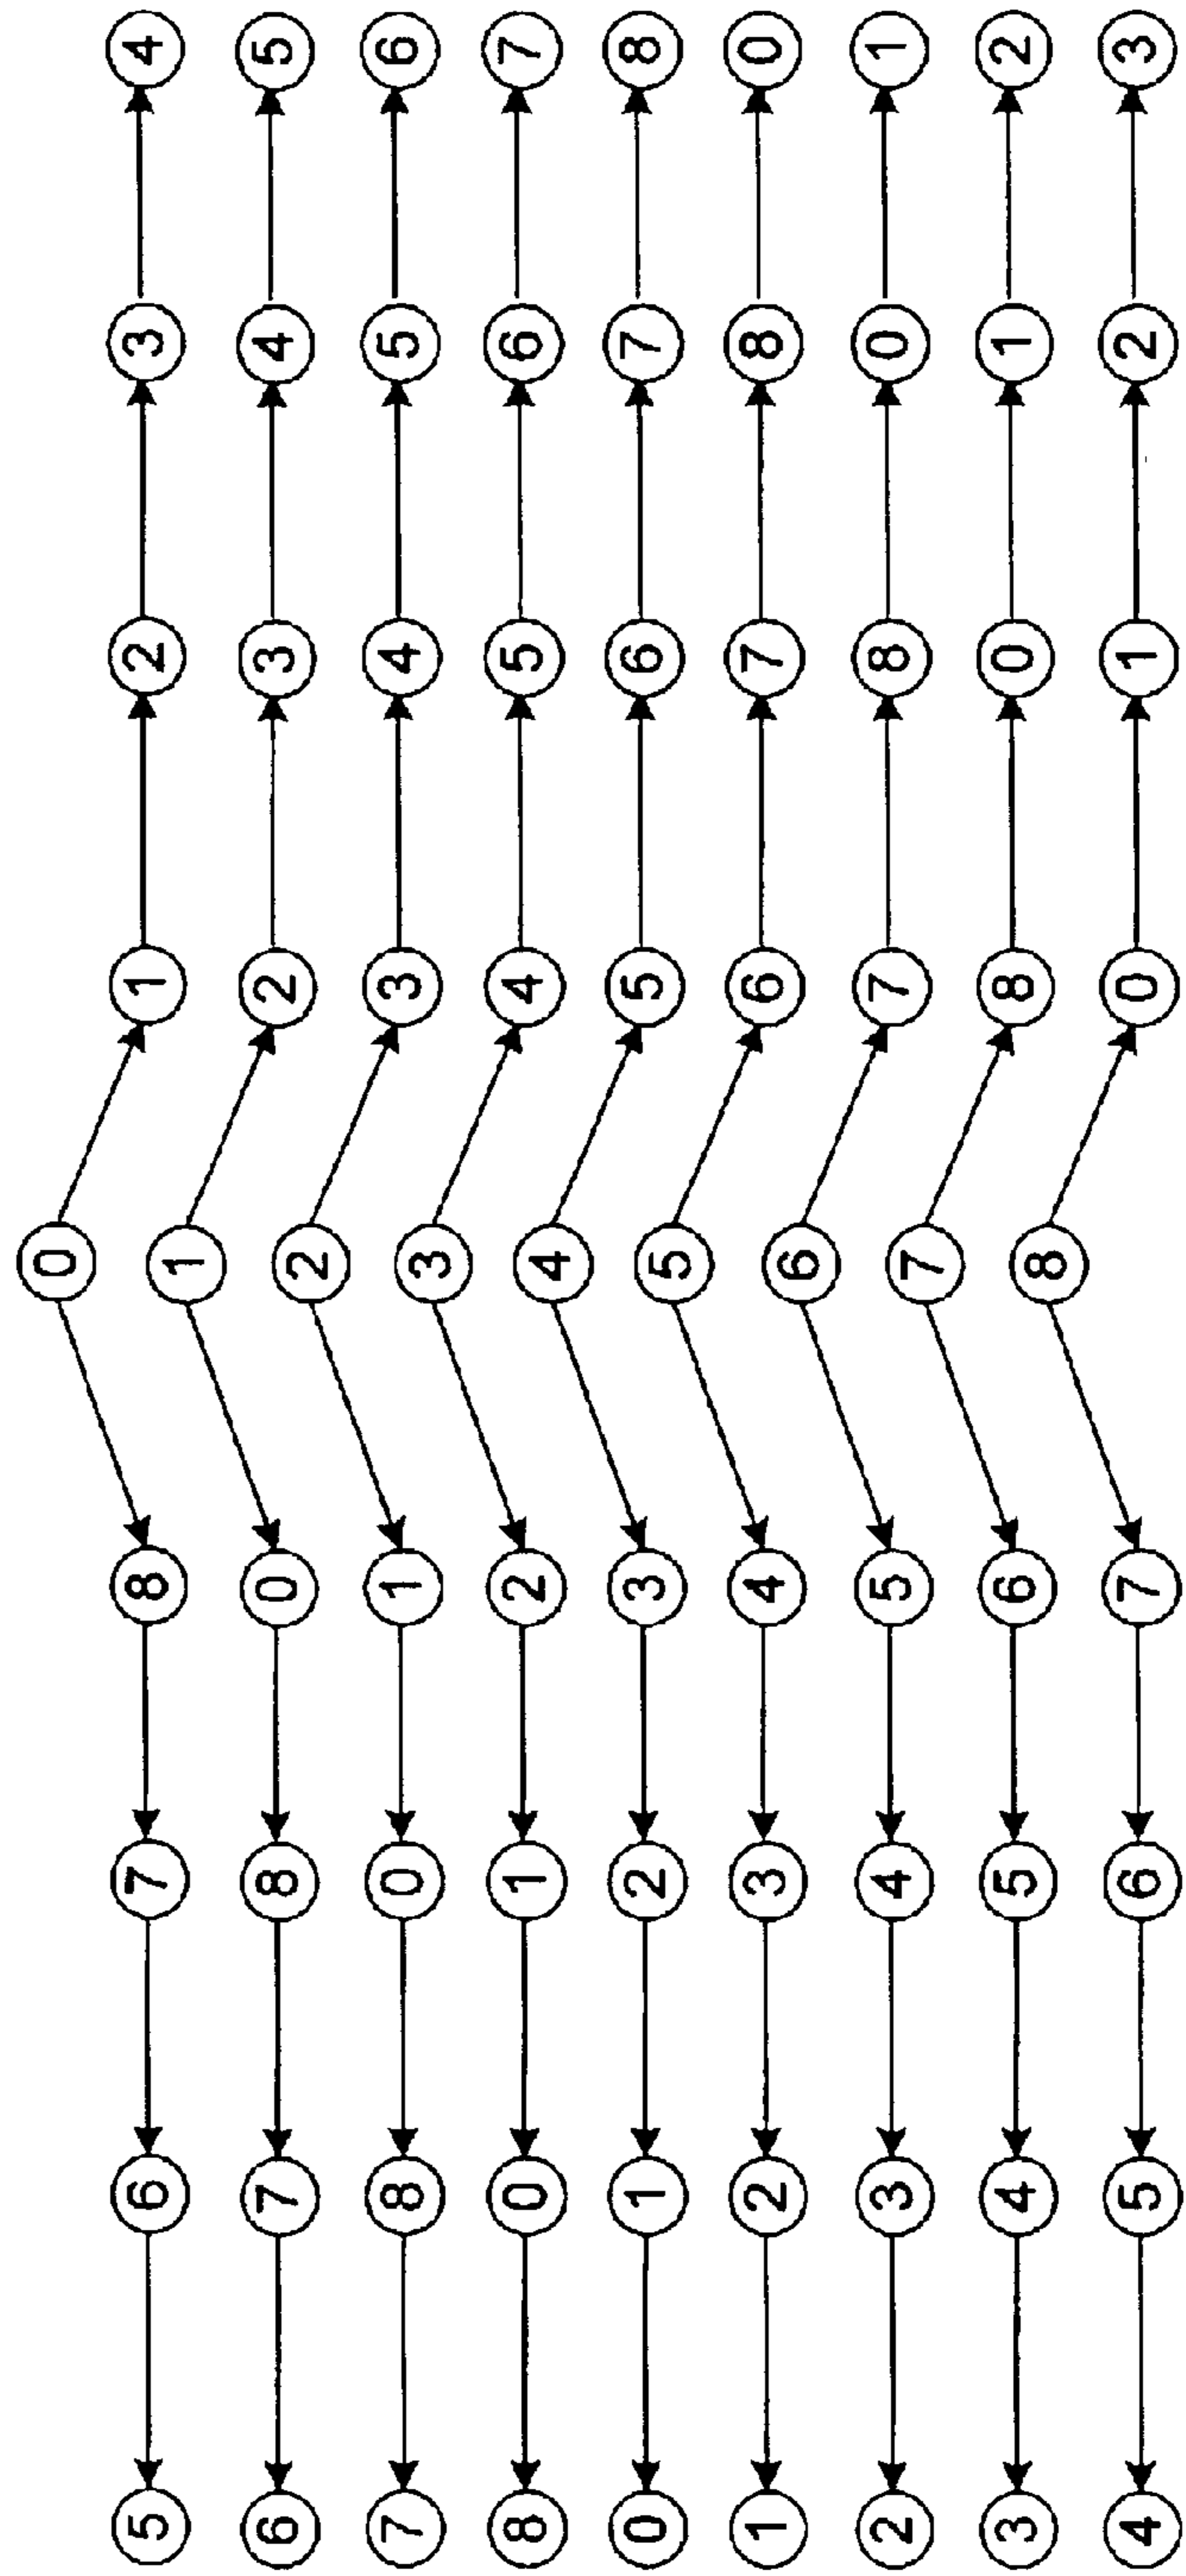 0
5 6 7 8 1 2 3 4
1
6 7 8 0 2 3 4 5
2
7 8 0 1 3 4 5 6
3
8 0 1 2 4 5 6 7
4
0 1 2 3 5 6 7 8
5
1 2 3 4 6 7 8 0
6
2 3 4 5 7 8 0 1
7
3 4 5 6 8 0 1 2
8
4 5 6 7 0 1 2 3